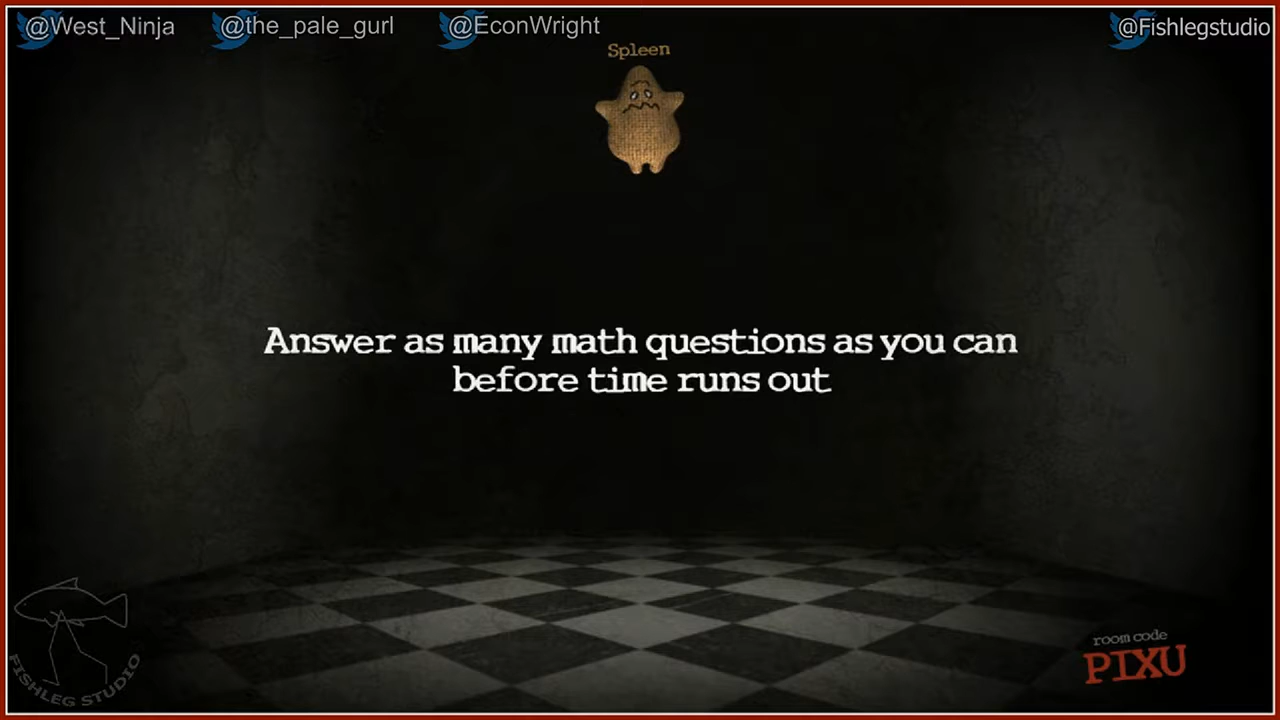 @West_Ninja @the_pale_gurl @EconWright @Fishlegstudio
Spleen
Answer as many math questions as you can
before time runs out
room code
PIXU
FISHLEG STUDIO